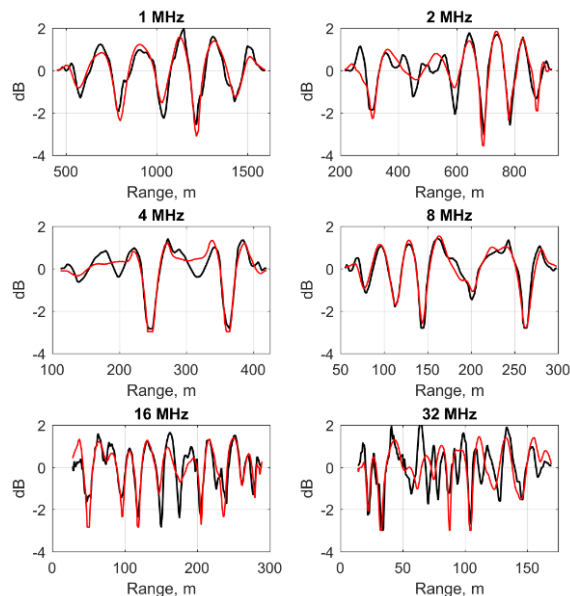 1 MHz
2
0
-2
-4
dB
500 1000 1500
Range, m
2 MHz
2
0
-2
-4
dB
200 400 600 800
Range, m
4 MHz
2
0
-2
-4
dB
100 200 300 400
Range, m
8 MHz
2
0
-2
-4
dB
50 100 150 200 250 300
Range, m
16 MHz
2
0
-2
-4
dB
0 100 200 300
Range, m
32 MHz
2
0
-2
-4
dB
0 50 100 150
Range, m